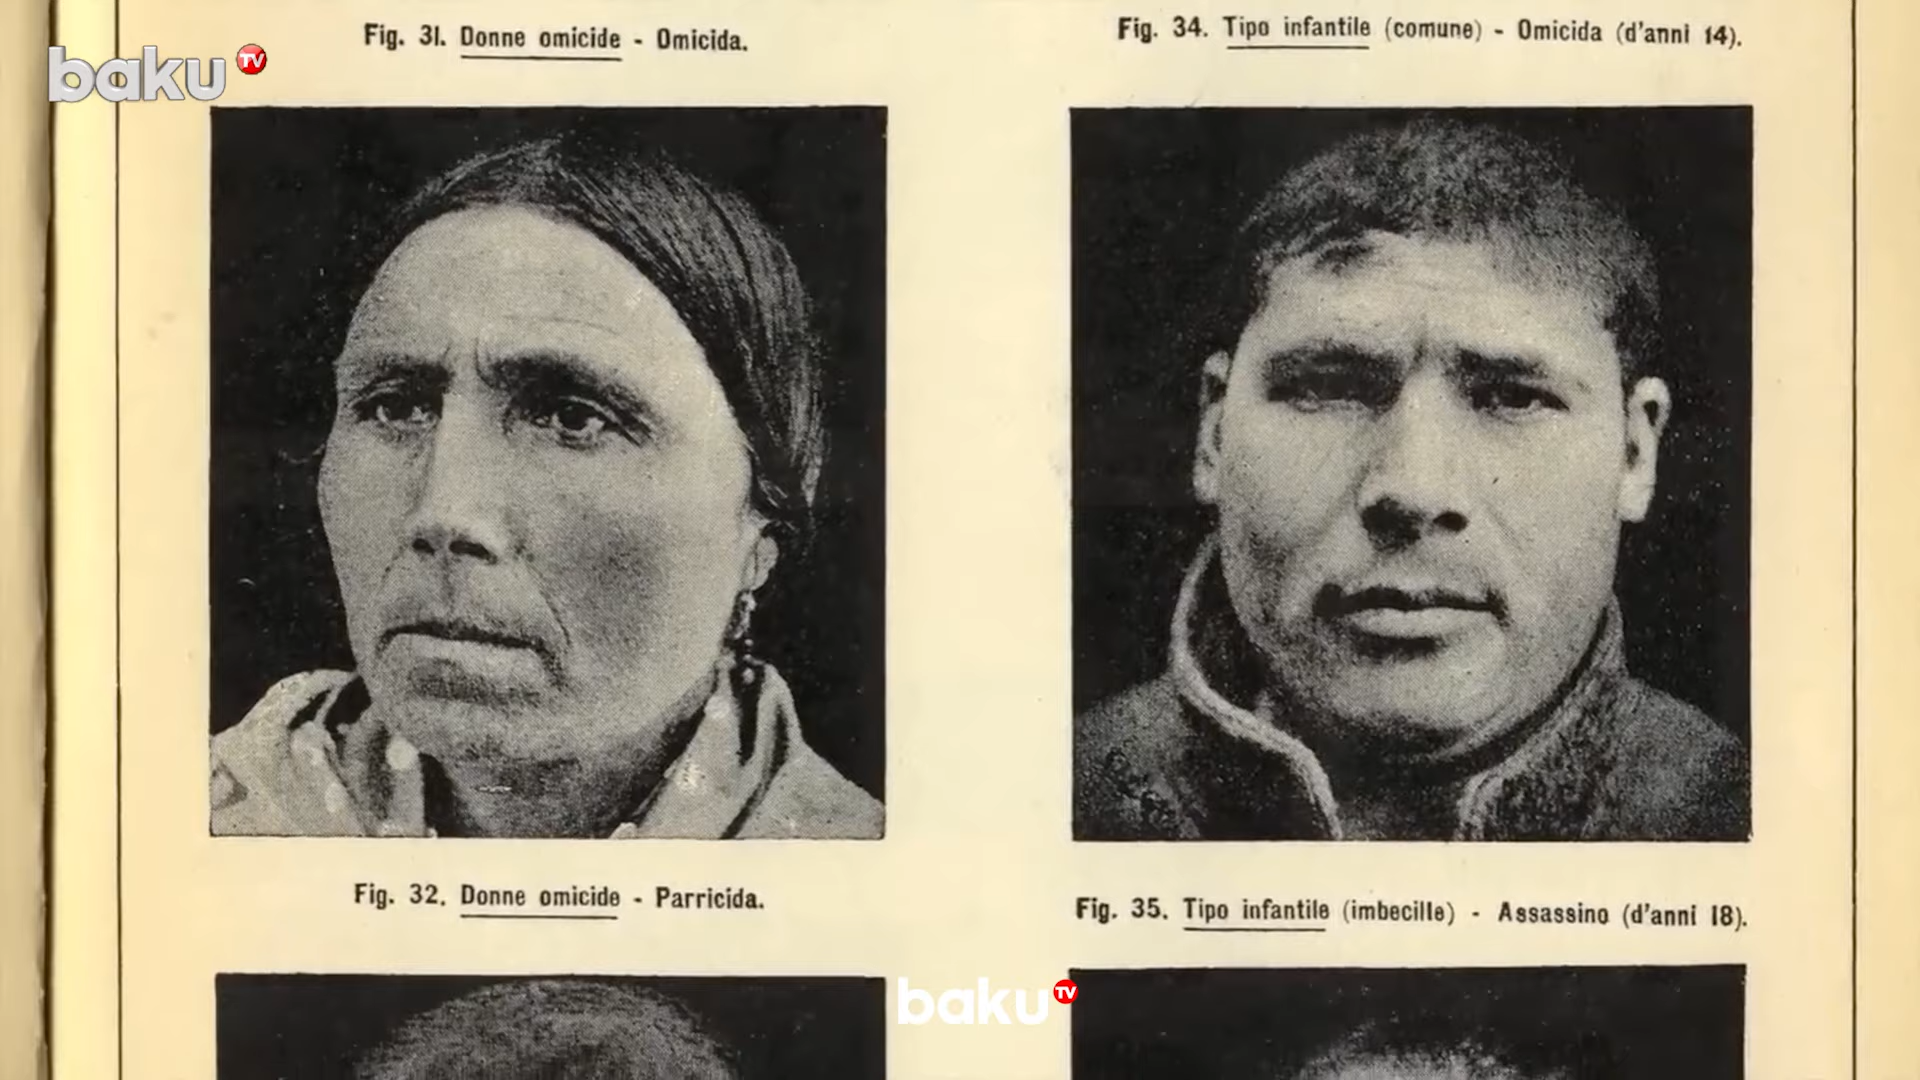 Fig. 31. Donne omicide - Omicida.
Fig. 34. Tipo infantile (comune) - Omicida (d'anni 14).
baku TV
Fig. 32. Donne omicide - Parricida.
Fig. 35. Tipo infantile (imbecille) - Assassino (d'anni 18).
baku TV